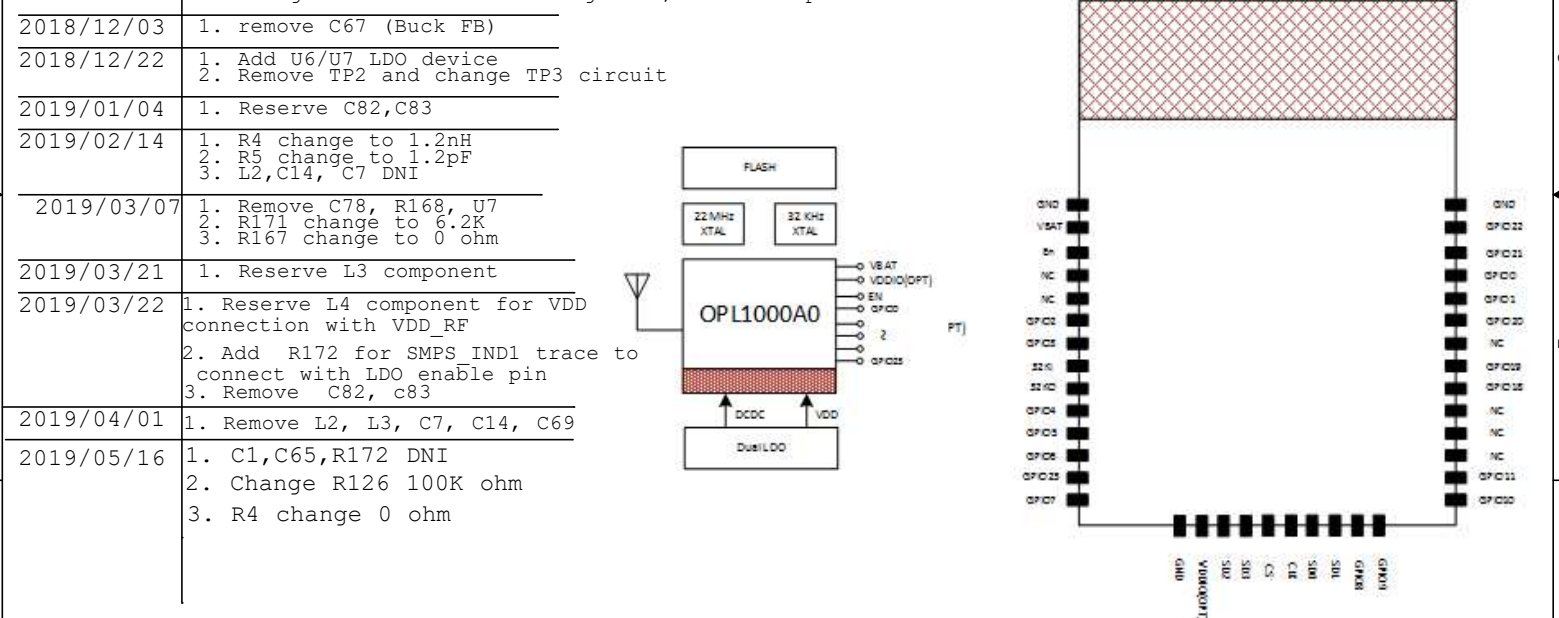 2018/12/03 1. remove C67 (Buck FB)
2018/12/22 1. Add U6/U7 LDO device
2. Remove TP2 and change TP3 circuit
2019/01/04 1. Reserve C82,C83
2019/02/14 1. R4 change to 1.2nH
2. R5 change to 1.2pF
3. L2,C14, C7 DNI
2019/03/07 1. Remove C78, R168, U7
2. R171 change to 6.2K
3. R167 change to 0 ohm
2019/03/21 1. Reserve L3 component
2019/03/22 1. Reserve L4 component for VDD
connection with VDD_RF
2. Add R172 for SMPS_IND1 trace to
connect with LDO enable pin
3. Remove C82, c83
2019/04/01 1. Remove L2, L3, C7, C14, C69
2019/05/16 1. C1,C65,R172 DNI
2. Change R126 100K ohm
3. R4 change 0 ohm
FLASH
22 MHz
XTAL
32 KHz
XTAL
OPL1000A0
VBAT
VDDIO(OPT)
EN
GPIO0
GPIO23
PT)
DCDC
VDD
Dual LDO
GND
VBAT
En
NC
NC
GPIO2
GPIO3
32KI
32KO
GPIO4
GPIO5
GPIO6
GPIO23
GPIO7
GND
VDDIO(OPT)
SD2
SD3
CS
CLK
SD0
SD1
GPIO8
GPIO9
GND
GPIO22
GPIO21
GPIO0
GPIO1
GPIO20
NC
GPIO19
GPIO18
NC
NC
NC
GPIO11
GPIO10